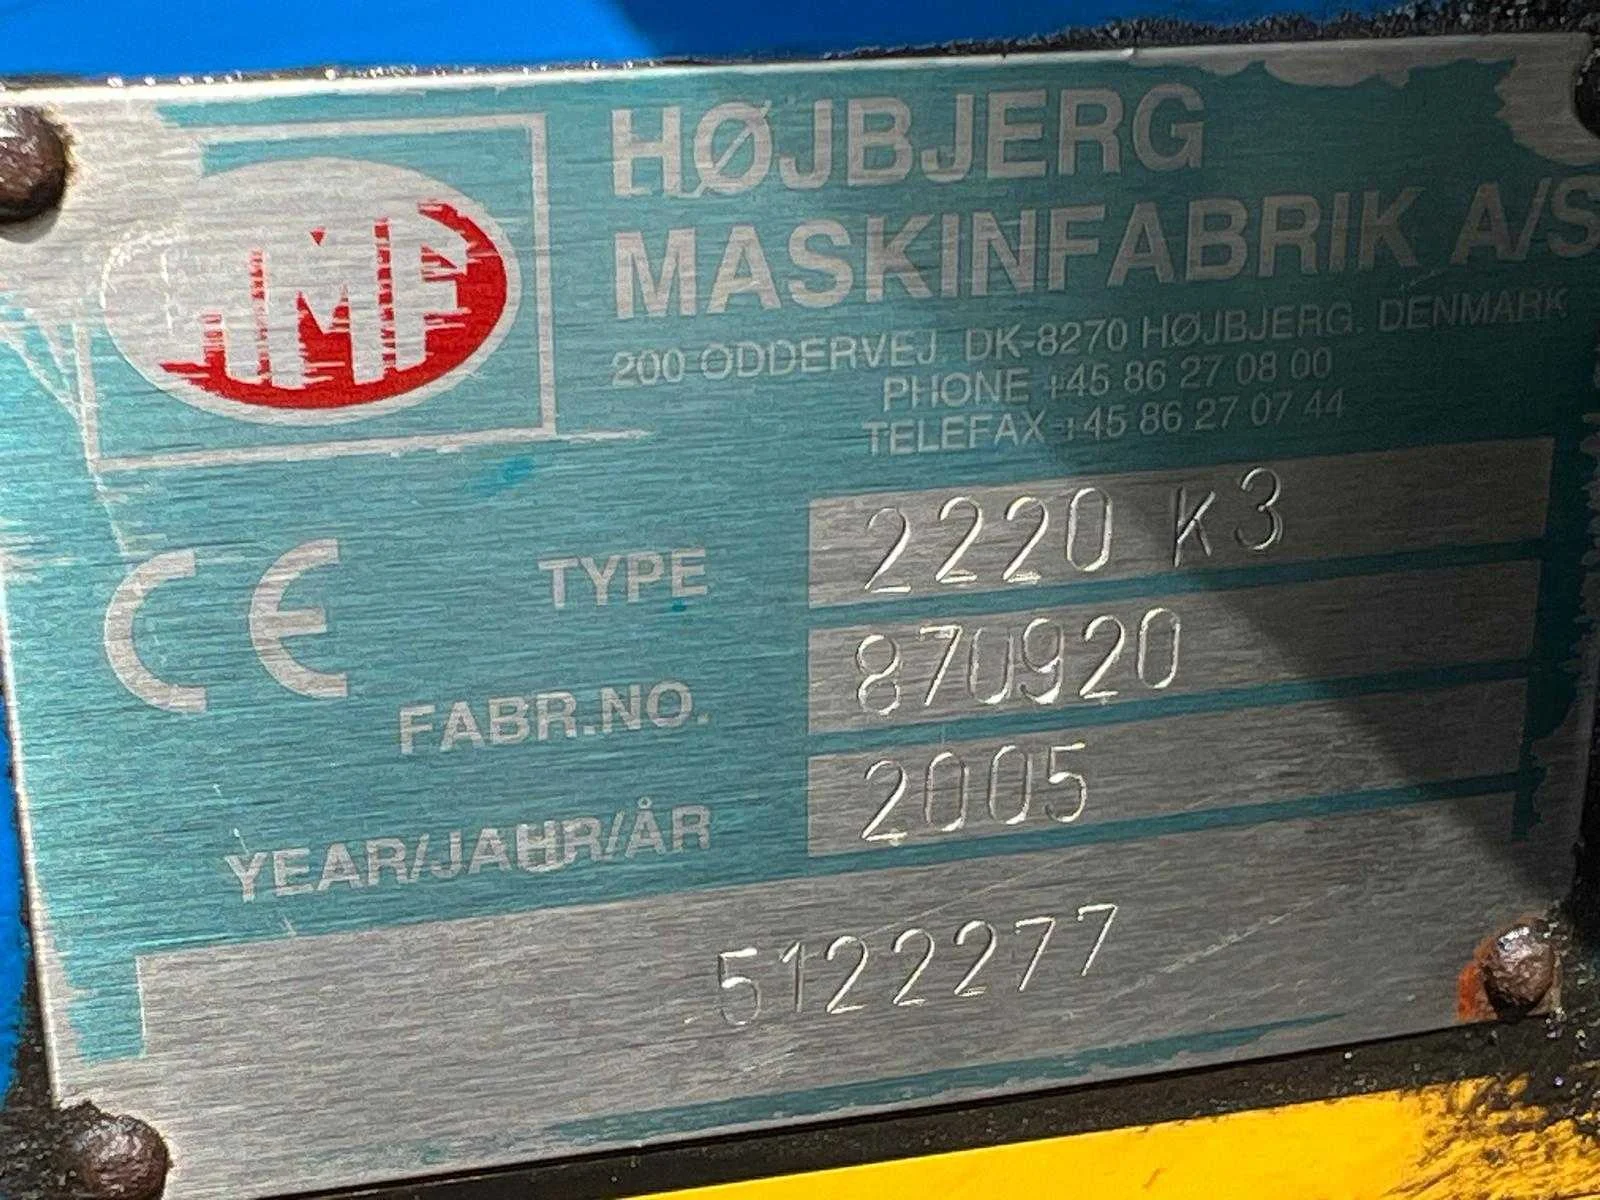 HMF
HØJBJERG
MASKINFABRIK A/S
200 ODDERVEJ. DK-8270 HØJBJERG. DENMARK
PHONE +45 86 27 08 00
TELEFAX +45 86 27 07 44
CE
TYPE 2220 K3
FABR.NO. 870920
YEAR/JAHR/ÅR 2005
5122277